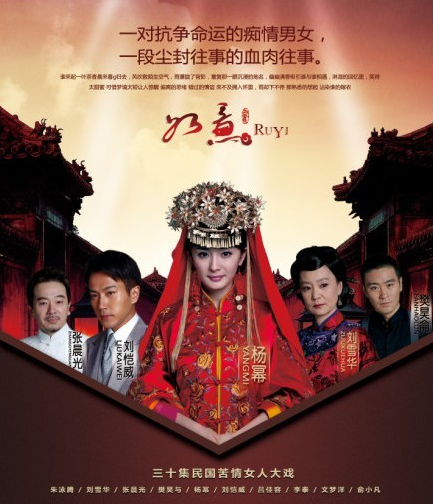 一对抗争命运的痴情男女，
一段尘封往事的血肉往事。
如意
RUYI
张晨光
刘恺威
LIUKAIWEI
杨幂
YANGMI
刘雪华
LIUXUEHUA
樊昊仑
三十集民国苦情女人大戏
朱泳腾 / 刘雪华 / 张晨光 / 樊昊与 / 杨幂 / 刘恺威 / 吕佳容 / 李泰 / 文梦洋 / 俞小凡